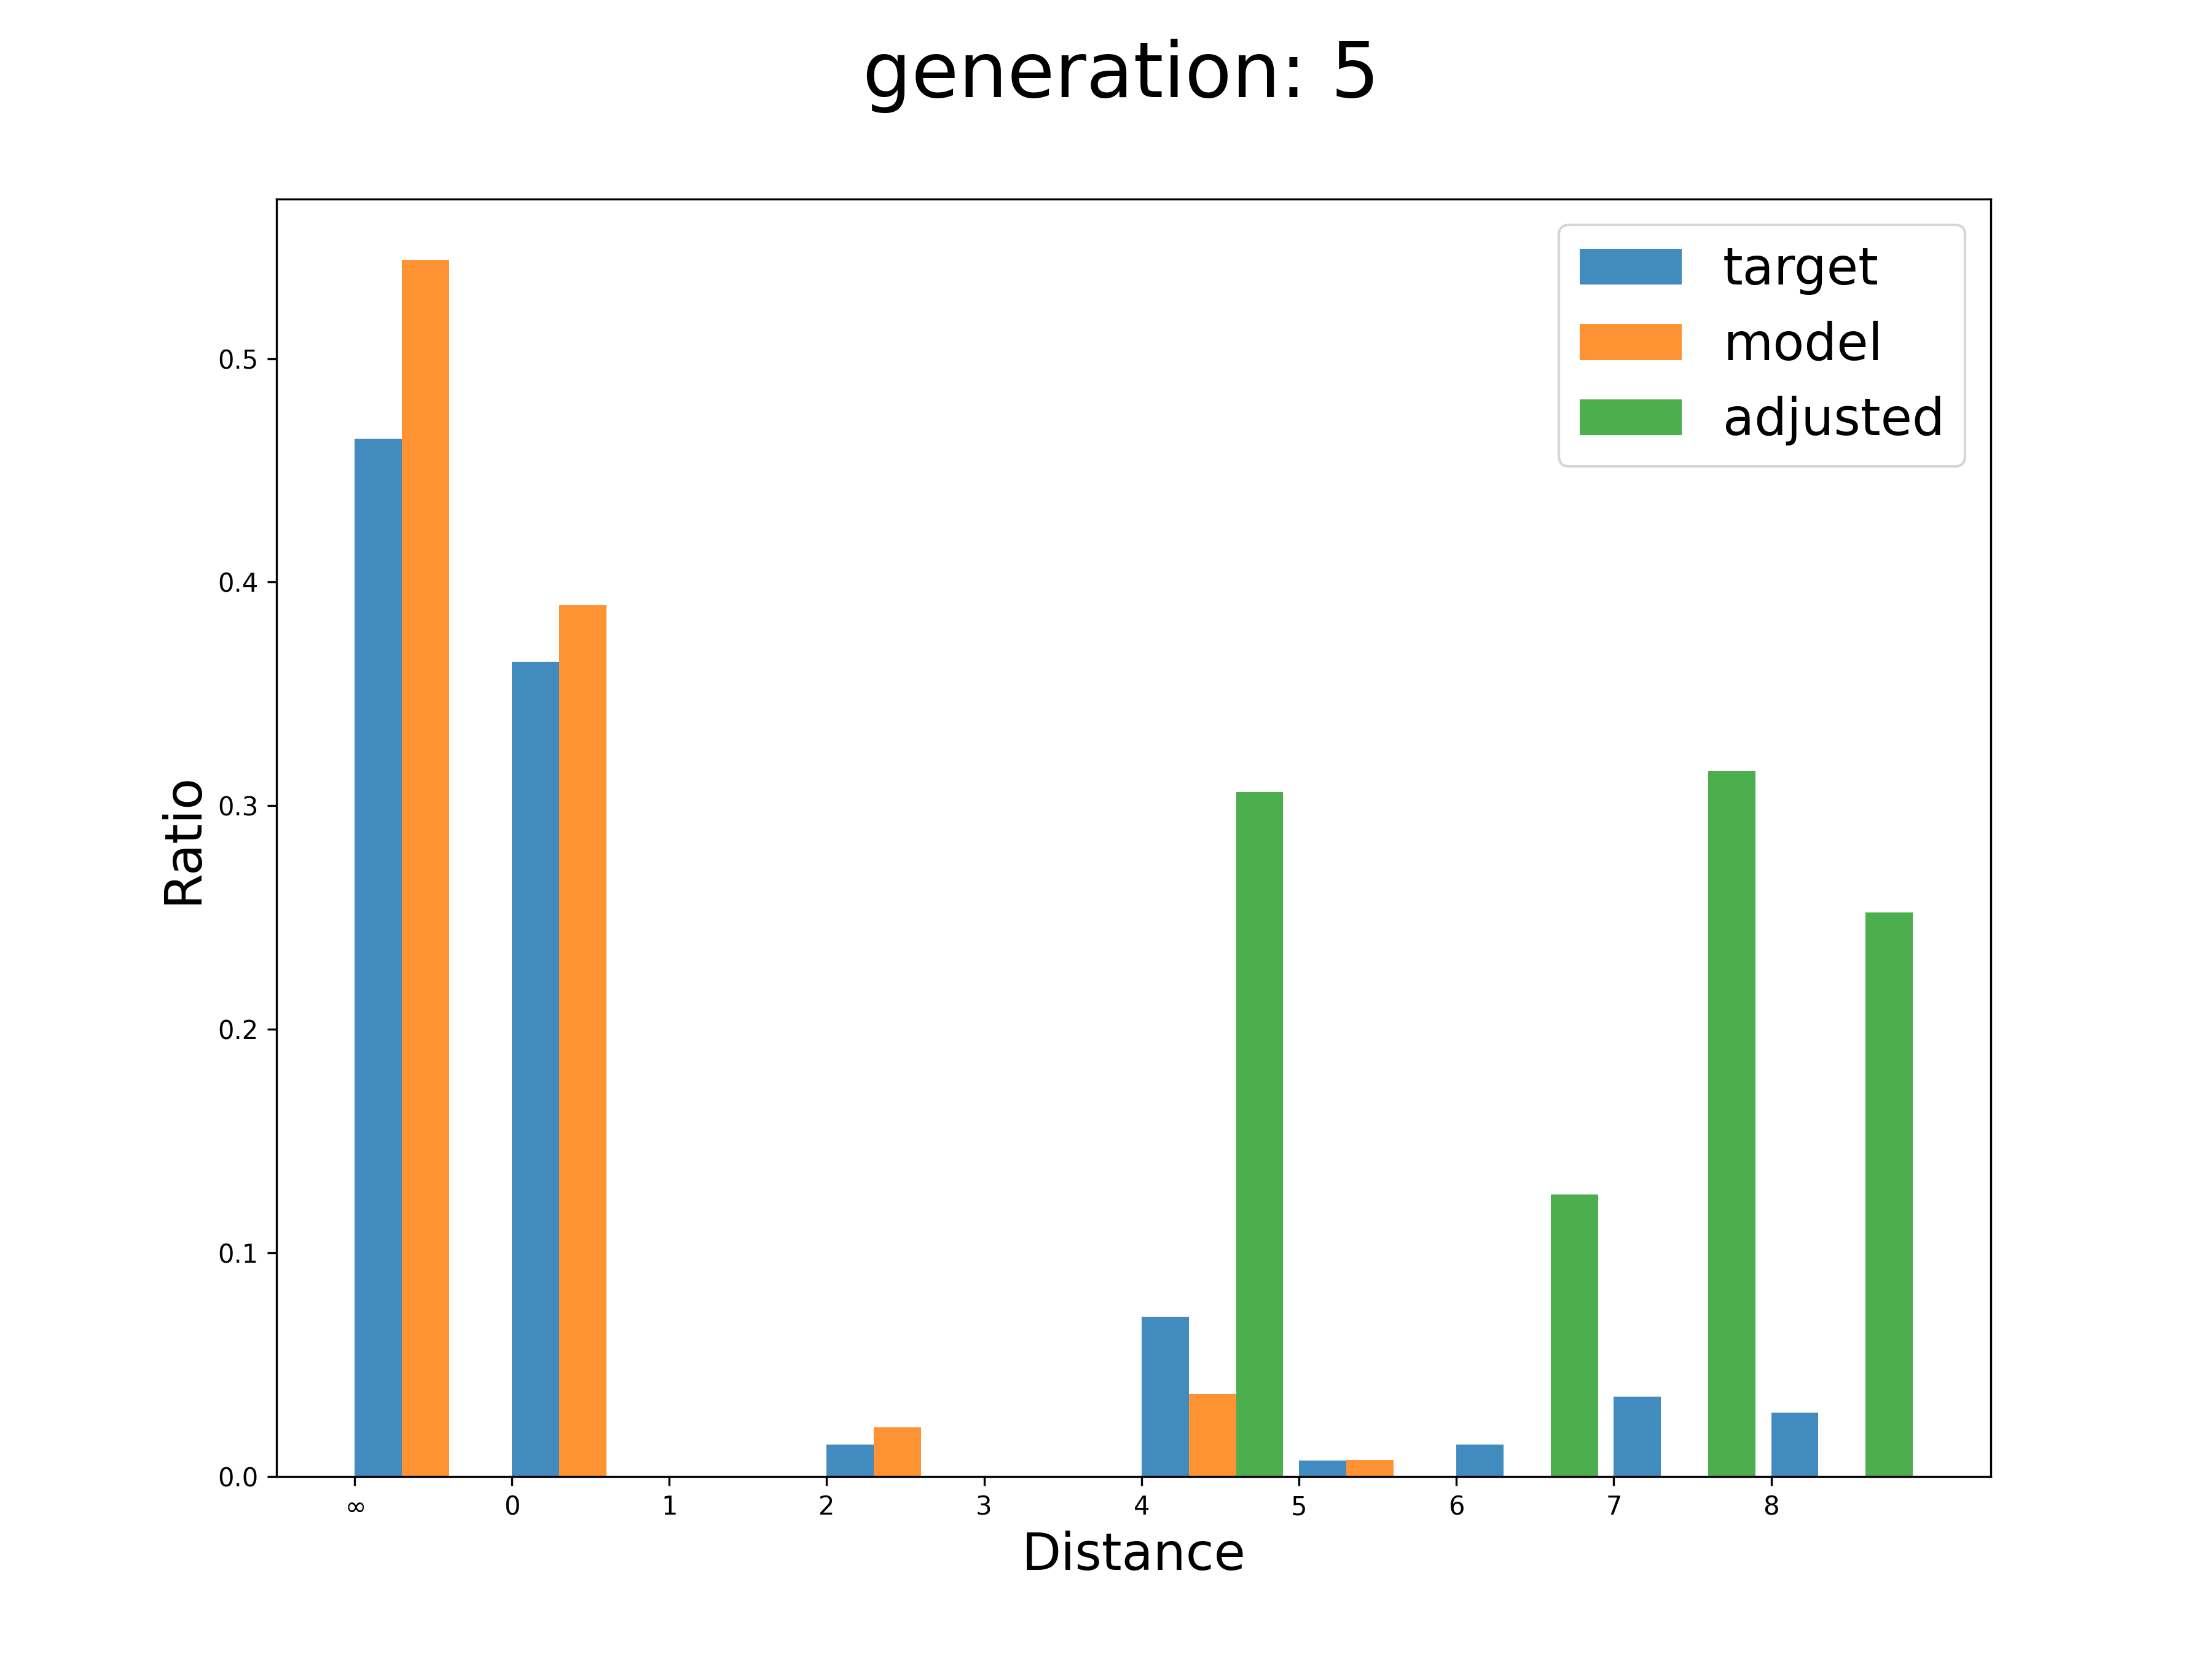 generation: 5
target
model
adjusted
Ratio
0.5
0.4
0.3
0.2
0.1
0.0
∞ 0 1 2 3 4 5 6 7 8
Distance